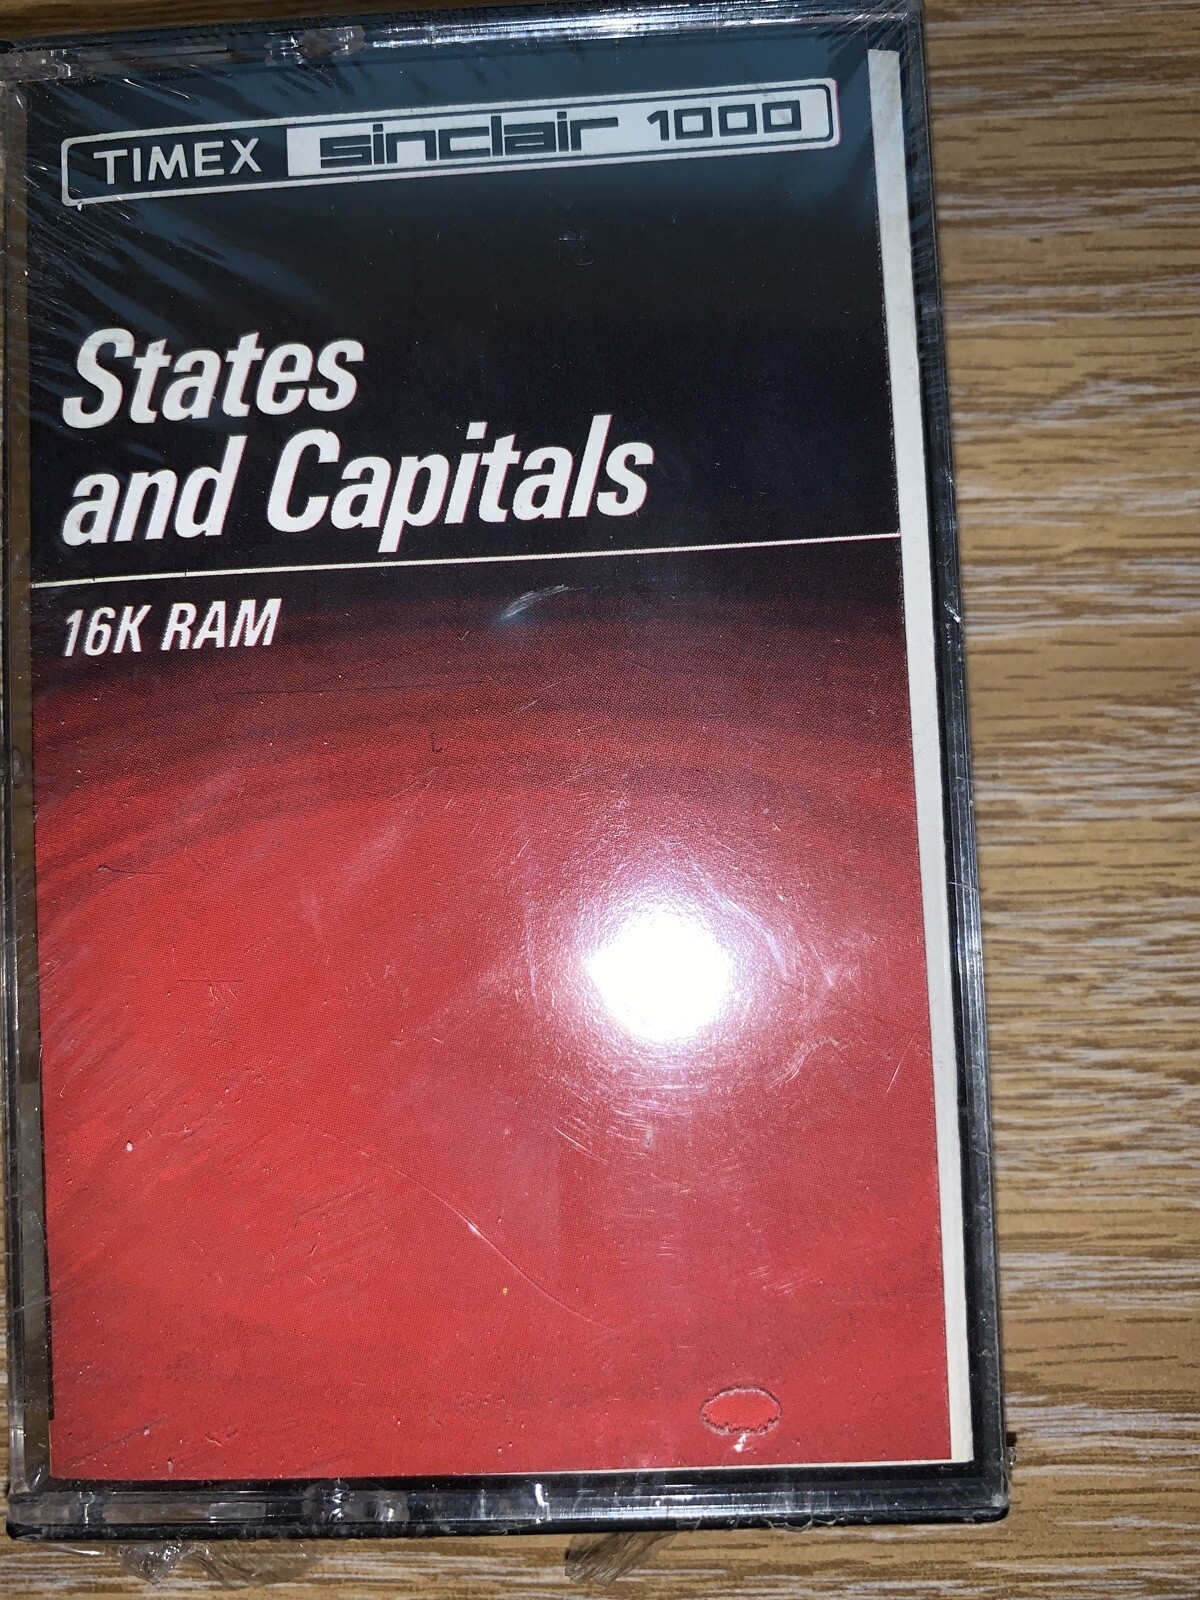 TIMEX sinclair 1000
States
and Capitals
16K RAM